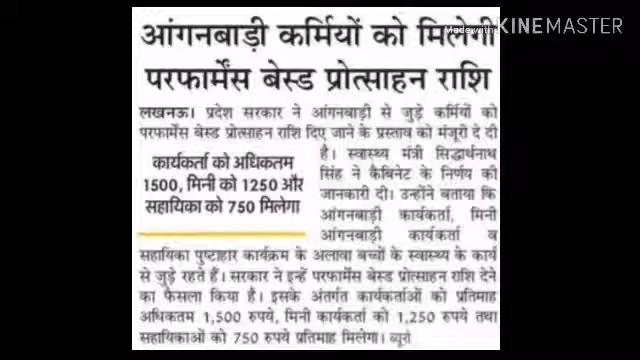 Made with KINEMASTER
आंगनबाड़ी कर्मियों को मिलेगी
परफार्मेंस बेस्ड प्रोत्साहन राशि
लखनऊ। प्रदेश सरकार ने आंगनबाड़ी से जुड़े कर्मियों को
परफार्मेंस बेस्ड प्रोत्साहन राशि दिए जाने के प्रस्ताव को मंजूरी दे दी
है। स्वास्थ्य मंत्री सिद्धार्थनाथ
सिंह ने कैबिनेट के निर्णय की
जानकारी दी। उन्होंने बताया कि
आंगनबाड़ी कार्यकर्ता, मिनी
आंगनबाड़ी कार्यकर्ता व
कार्यकर्ता को अधिकतम
1500, मिनी को 1250 और
सहायिका को 750 मिलेगा
सहायिका पुष्टाहार कार्यक्रम के अलावा बच्चों के स्वास्थ्य के कार्य
से जुड़े रहते हैं। सरकार ने इन्हें परफार्मेंस बेस्ड प्रोत्साहन राशि देने
का फैसला किया है। इसके अंतर्गत कार्यकर्ताओं को प्रतिमाह
अधिकतम 1,500 रुपये, मिनी कार्यकर्ता को 1,250 रुपये तथा
सहायिकाओं को 750 रुपये प्रतिमाह मिलेगा। ब्यूरो